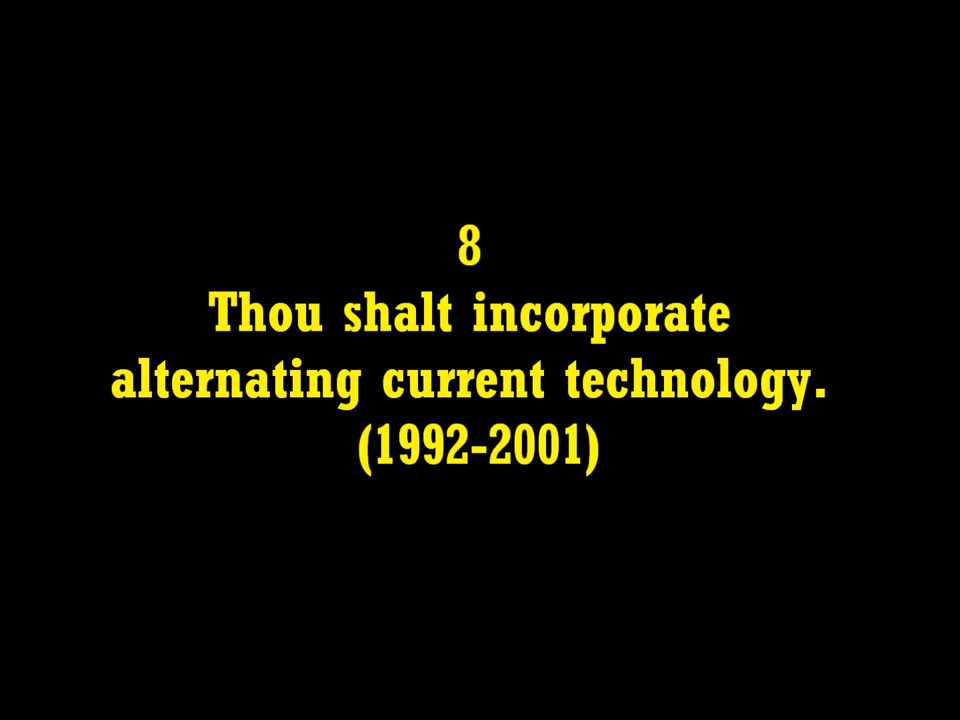 8
Thou shalt incorporate
alternating current technology.
(1992-2001)